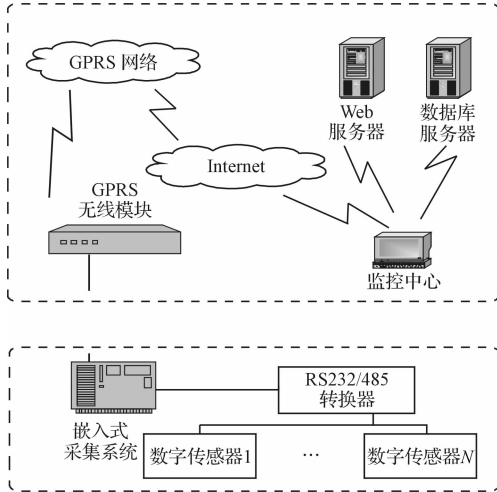 GPRS 网络
Web
服务器
数据库
服务器
Internet
GPRS
无线模块
监控中心
RS232/485
转换器
嵌入式
采集系统
数字传感器1
…
数字传感器N